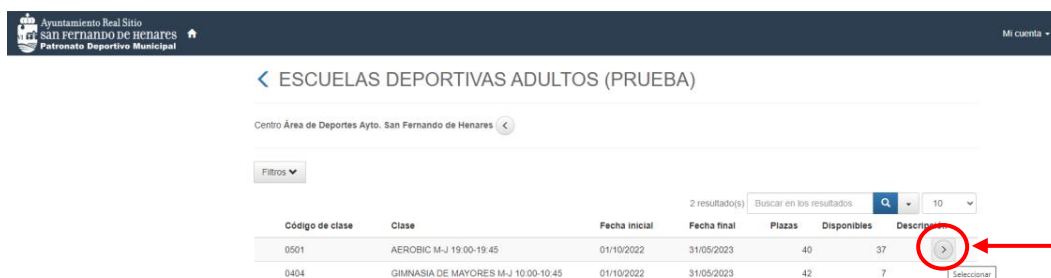 Ayuntamiento Real Sitio
san Fernando de Henares
Patronato Deportivo Municipal
Mi cuenta
ESCUELAS DEPORTIVAS ADULTOS (PRUEBA)
Centro Área de Deportes Ayto. San Fernando de Henares
Filtros
2 resultado(s) Buscar en los resultados 10
Código de clase Clase Fecha inicial Fecha final Plazas Disponibles Descripción
0501 AEROBIC M-J 19:00-19:45 01/10/2022 31/05/2023 40 37
0404 GIMNASIA DE MAYORES M-J 10:00-10:45 01/10/2022 31/05/2023 42 7 Seleccionar